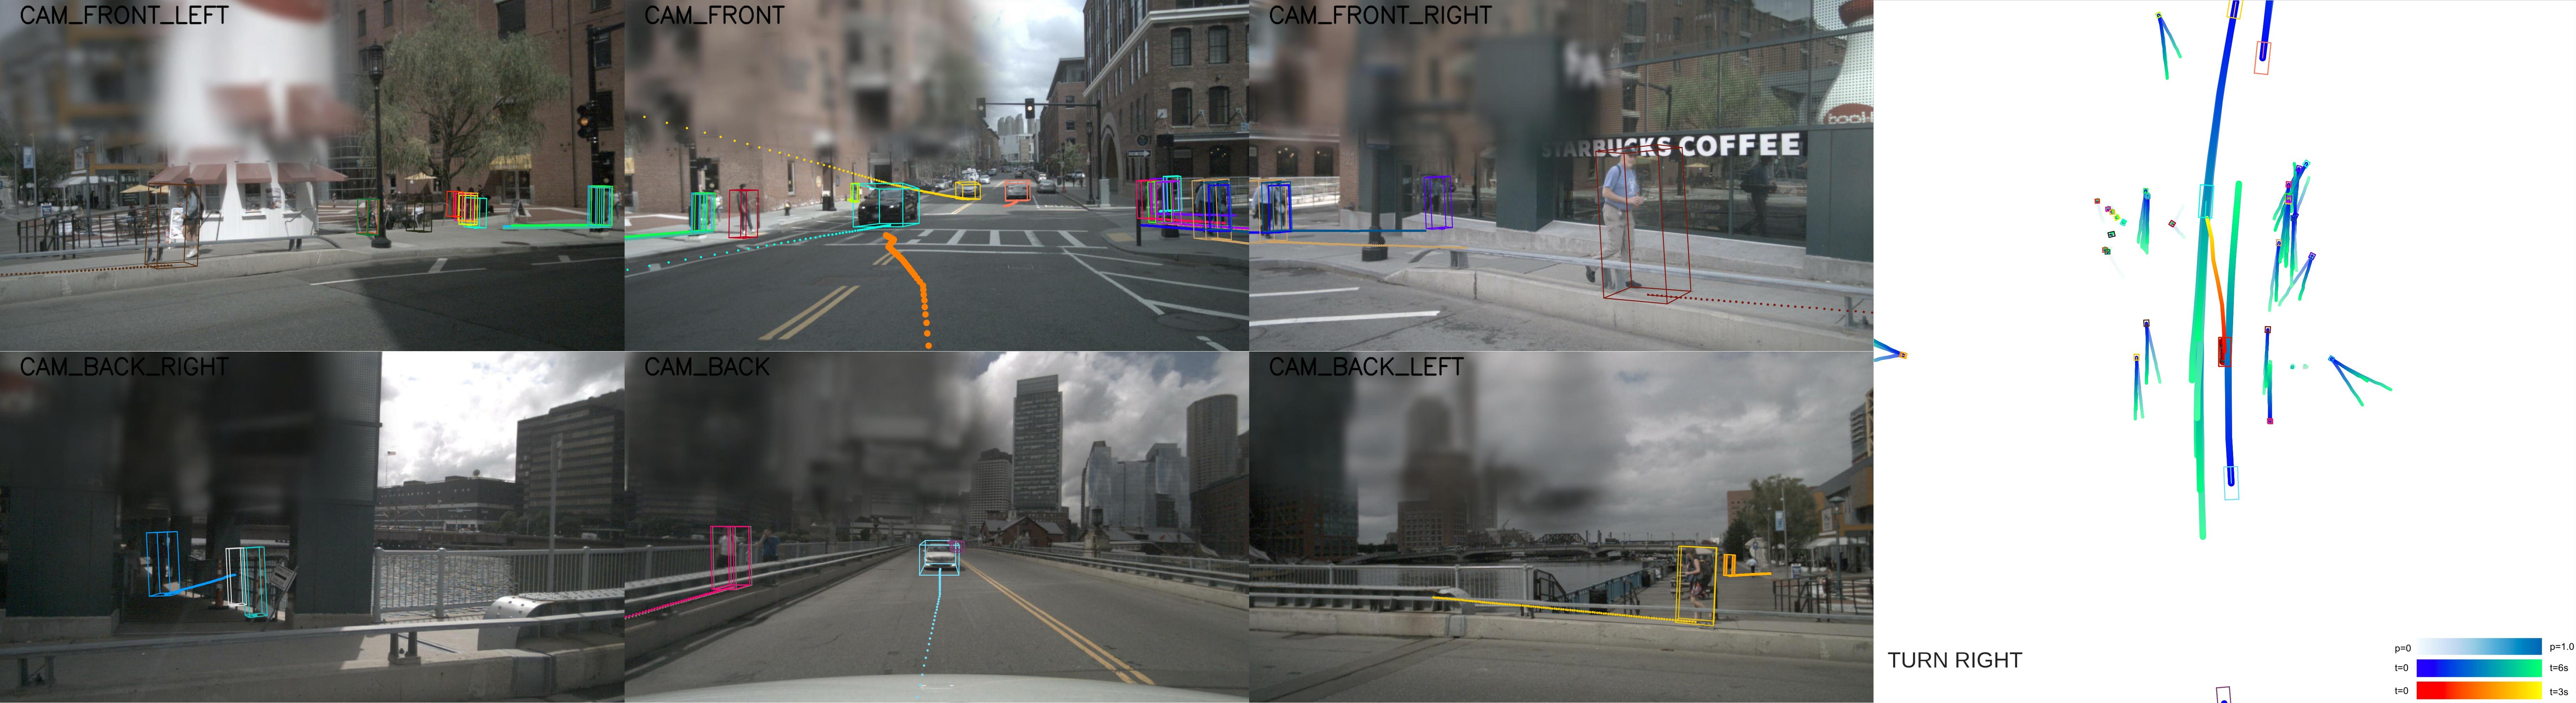 CAM_FRONT_LEFT
CAM_FRONT
CAM_FRONT_RIGHT
STARBUCKS COFFEE
CAM_BACK_RIGHT
CAM_BACK
CAM_BACK_LEFT
TURN RIGHT
p=0 p=1.0
t=0 t=6s
t=0 t=3s